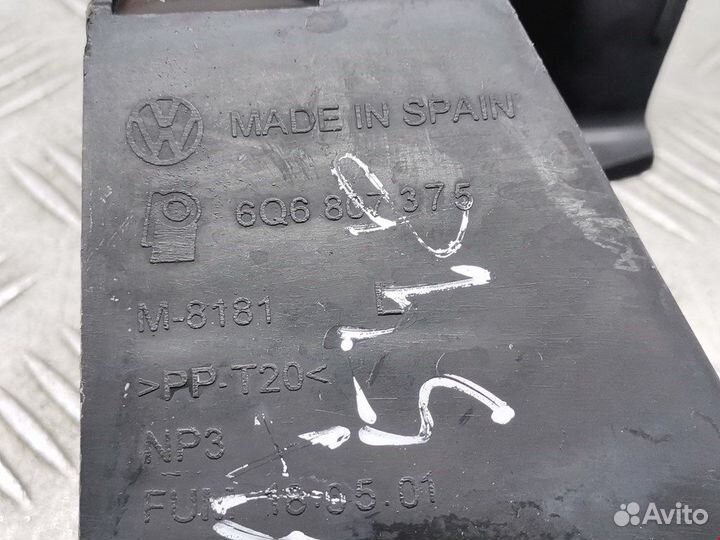 MADE IN SPAIN
6Q6 807 375
M-8181
>PP-T20<
NP3
Avito